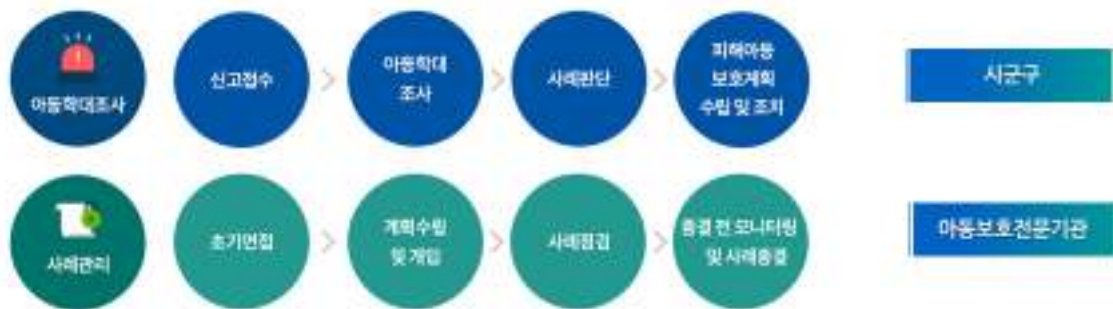 아동학대조사
신고접수
아동학대
조사
사례판단
피해아동
보호계획
수립 및 조치
시군구
사례관리
초기면접
계획수립
및 개입
사례점검
종결 전 모니터링
및 사례종결
아동보호전문기관